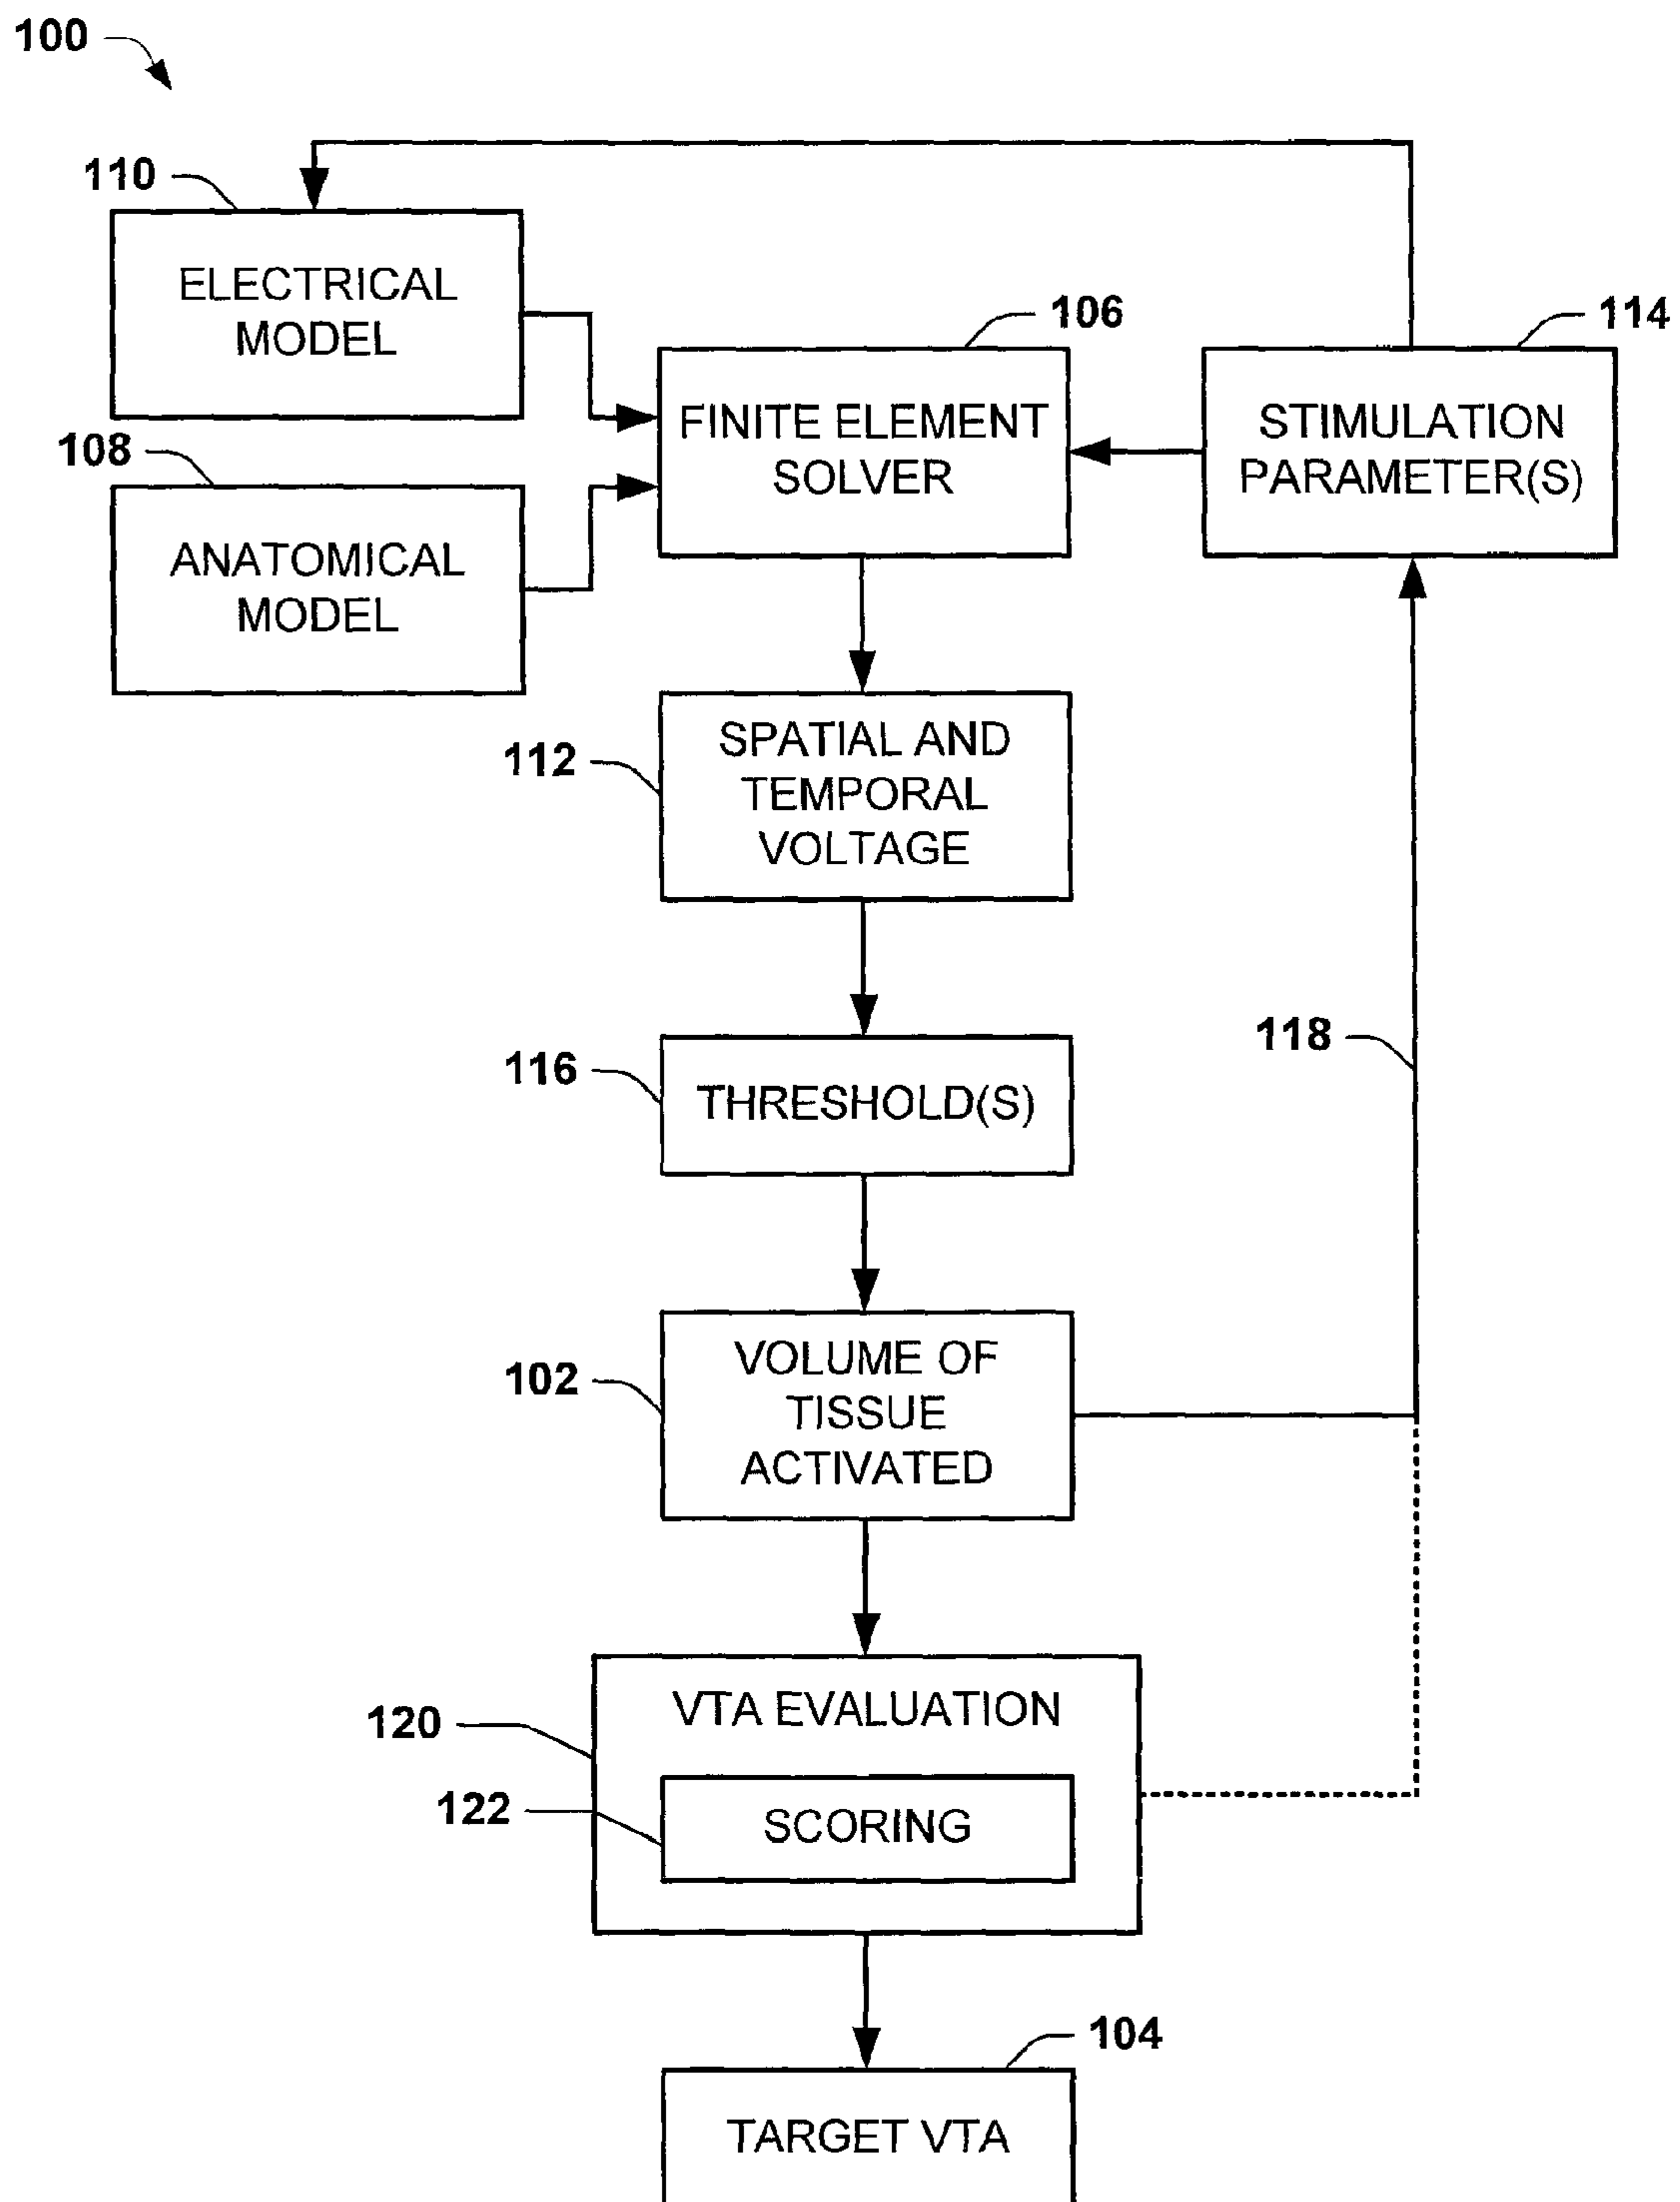 100
110
ELECTRICAL
MODEL
106
114
108
FINITE ELEMENT
SOLVER
STIMULATION
PARAMETER(S)
ANATOMICAL
MODEL
112
SPATIAL AND
TEMPORAL
VOLTAGE
118
116
THRESHOLD(S)
102
VOLUME OF
TISSUE
ACTIVATED
120
VTA EVALUATION
122
SCORING
104
TARGET VTA